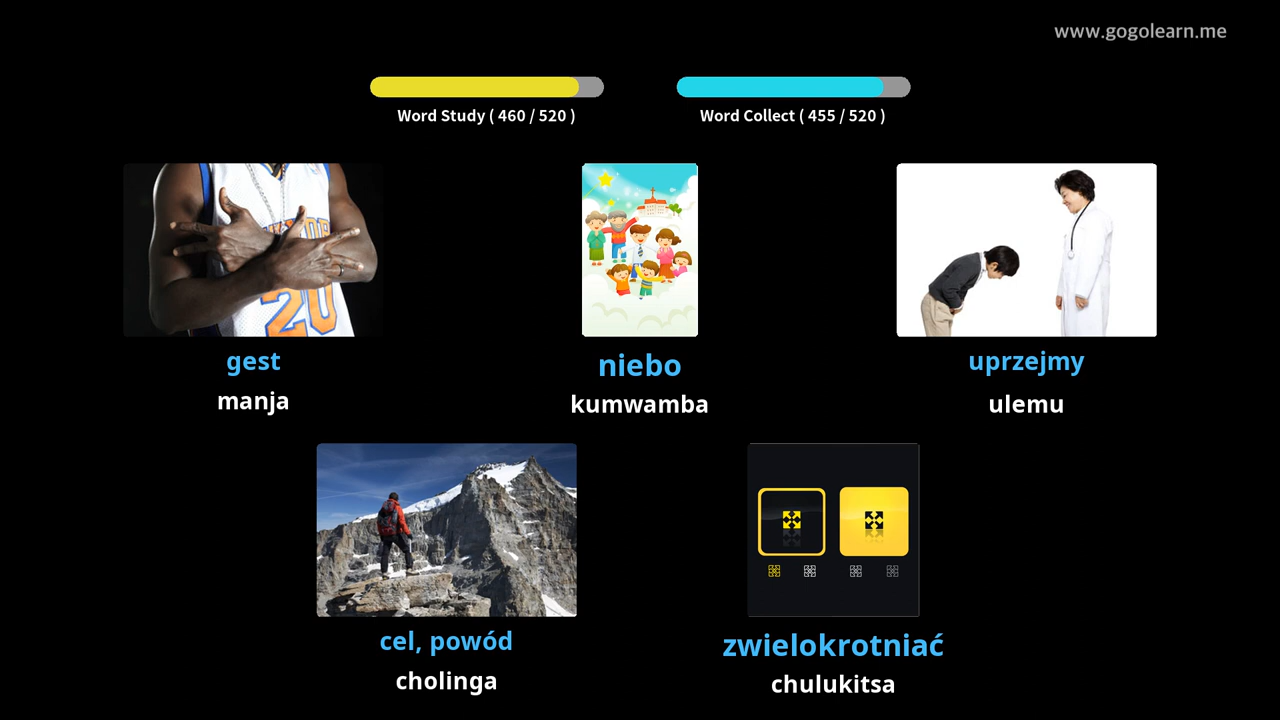 www.gogolearn.me
Word Study ( 460 / 520 )
Word Collect ( 455 / 520 )
20
gest
niebo
uprzejmy
manja
kumwamba
ulemu
cel, powód
zwielokrotniać
cholinga
chulukitsa